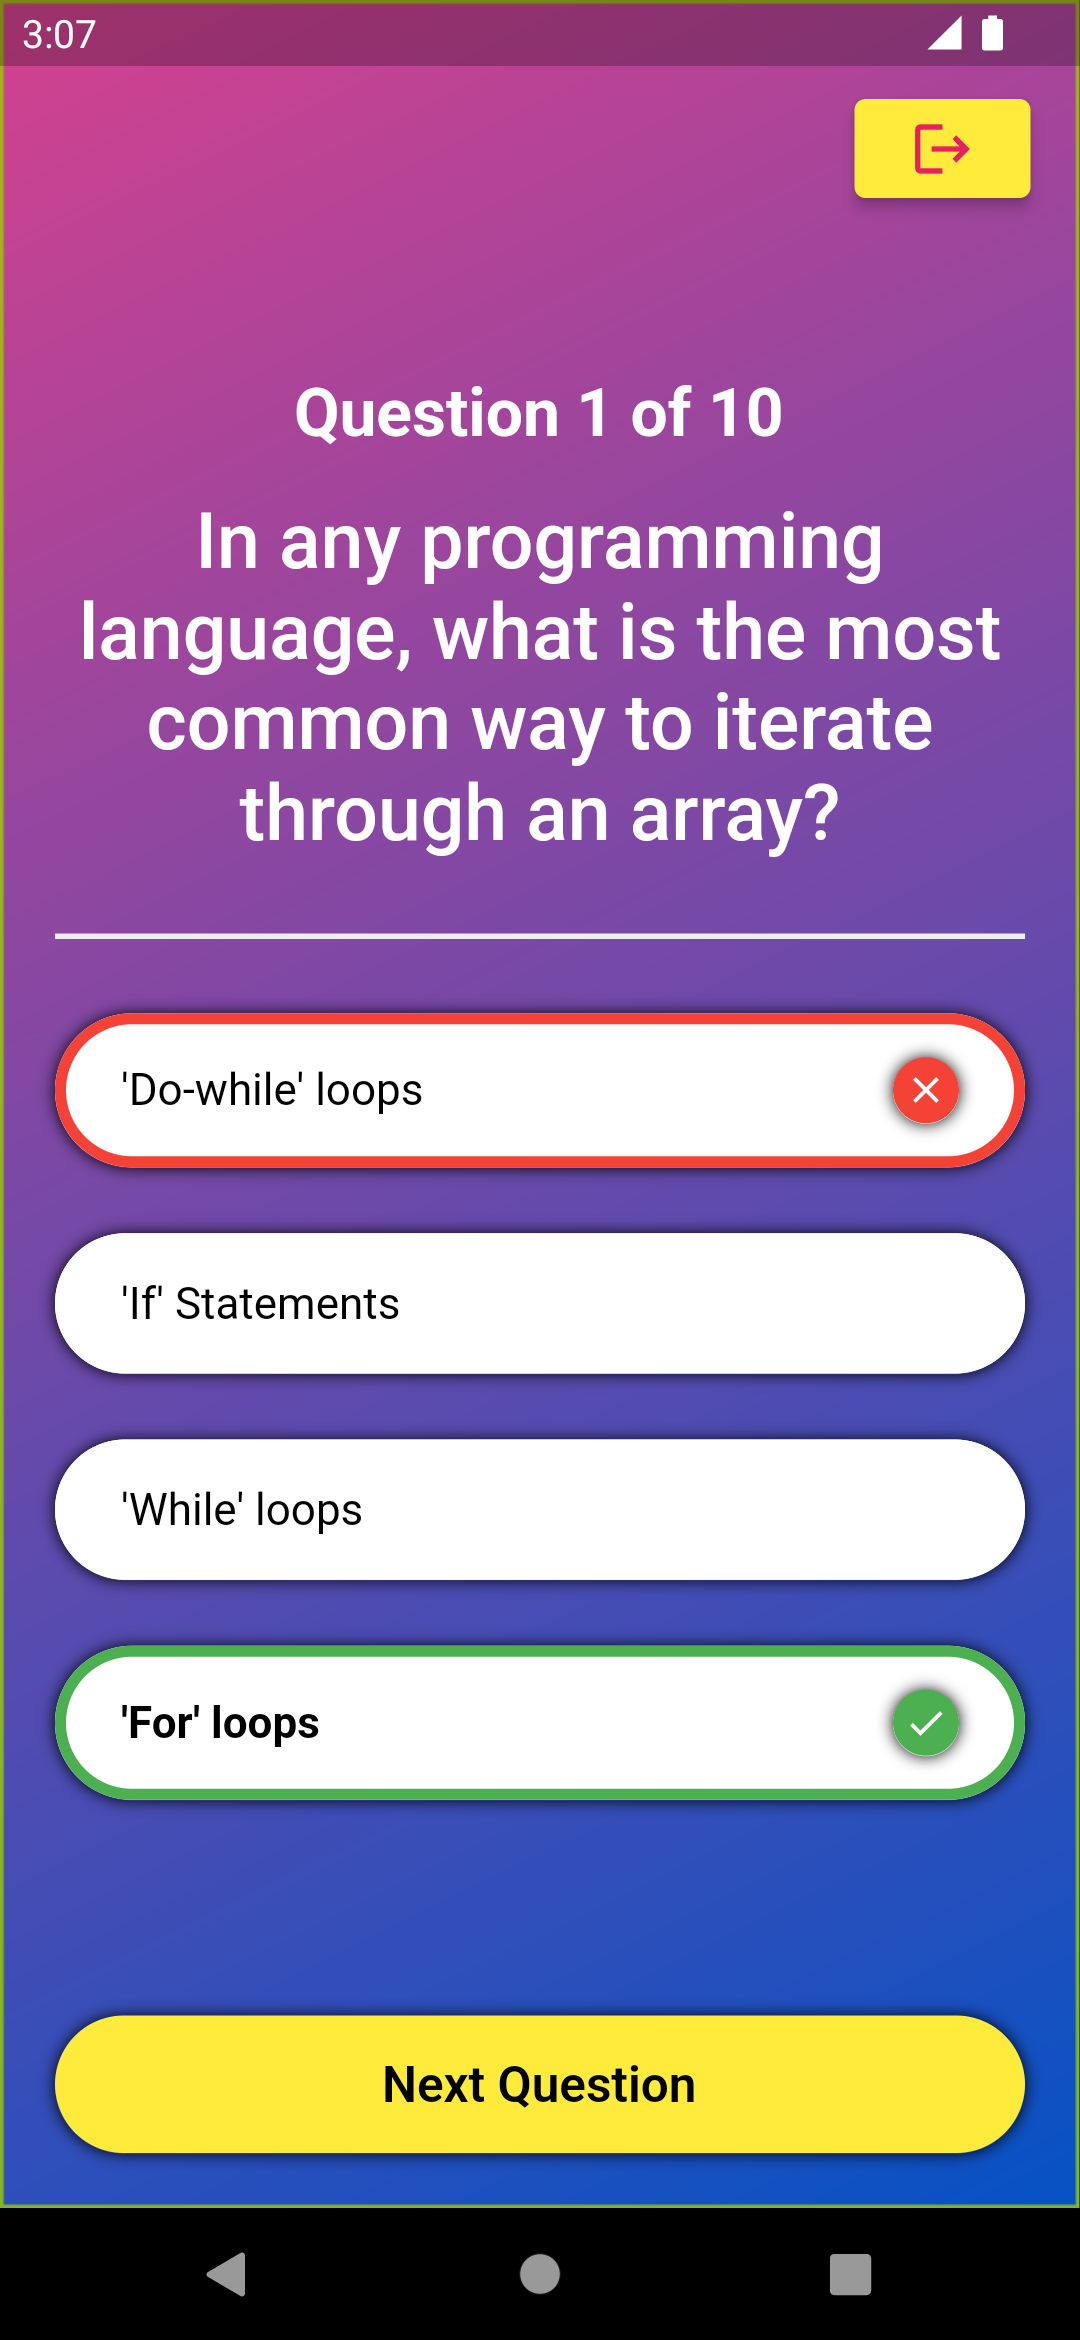 3:07
Question 1 of 10
In any programming
language, what is the most
common way to iterate
through an array?
'Do-while' loops
'If' Statements
'While' loops
'For' loops
Next Question